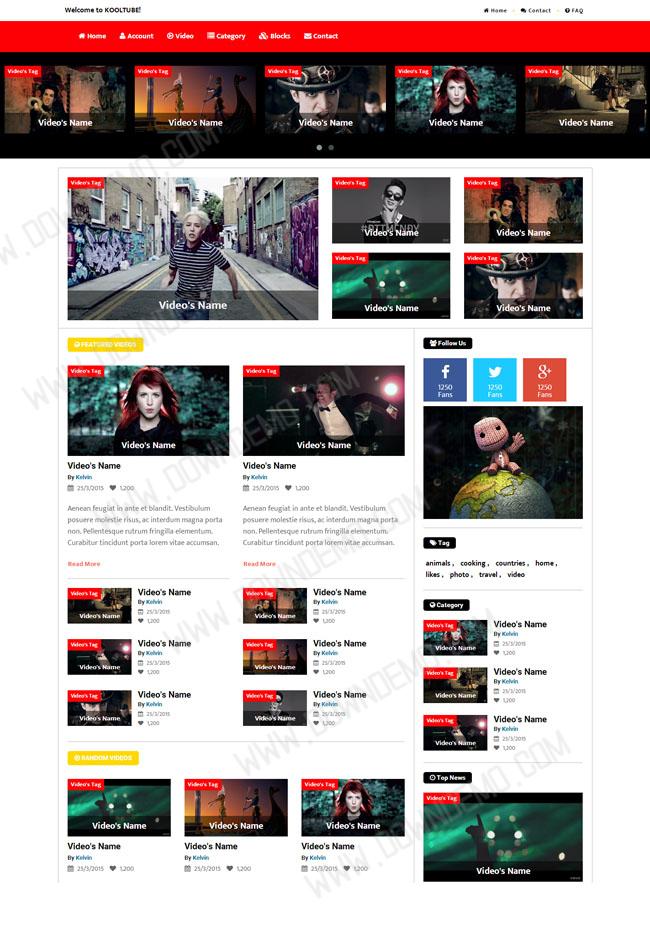 Welcome to KOOLTUBE!
Home Contact FAQ
Home Account Video Category Blocks Contact
Video's Tag Video's Tag Video's Tag Video's Tag Video's Tag
Video's Name Video's Name Video's Name Video's Name Video's Name
Video's Tag Video's Tag Video's Tag
Video's Name Video's Name
Video's Tag Video's Tag
Video's Name Video's Name Video's Name
FEATURED VIDEOS
Video's Tag Video's Tag
Video's Name Video's Name
Video's Name Video's Name
By Kelvin By Kelvin
25/3/2015 1,200 25/3/2015 1,200
Aenean feugiat in ante et blandit. Vestibulum
posuere molestie risus, ac interdum magna porta
non. Pellentesque rutrum fringilla elementum.
Curabitur tincidunt porta lorem vitae accumsan.
Aenean feugiat in ante et blandit. Vestibulum
posuere molestie risus, ac interdum magna porta
non. Pellentesque rutrum fringilla elementum.
Curabitur tincidunt porta lorem vitae accumsan.
Read More Read More
Video's Tag Video's Name Video's Tag Video's Name
By Kelvin By Kelvin
25/3/2015 25/3/2015
Video's Name 1,200 Video's Name 1,200
Video's Tag Video's Name Video's Tag Video's Name
By Kelvin By Kelvin
25/3/2015 25/3/2015
Video's Name 1,200 Video's Name 1,200
Video's Tag Video's Name Video's Tag Video's Name
By Kelvin By Kelvin
25/3/2015 25/3/2015
Video's Name 1,200 Video's Name 1,200
RANDOM VIDEOS
Video's Tag Video's Tag Video's Tag
Video's Name Video's Name Video's Name
Video's Name Video's Name Video's Name
By Kelvin By Kelvin By Kelvin
25/3/2015 1,200 25/3/2015 1,200 25/3/2015 1,200
Follow Us
1250 1250 1250
Fans Fans Fans
Tag
animals , cooking , countries , home ,
likes , photo , travel , video
Category
Video's Tag Video's Name
By Kelvin
25/3/2015
Video's Name 1,200
Video's Tag Video's Name
By Kelvin
25/3/2015
Video's Name 1,200
Video's Tag Video's Name
By Kelvin
25/3/2015
Video's Name 1,200
Top News
Video's Tag
Video's Name
WWW.DOWNDEMO.COM
WWW.DOWNDEMO.COM
WWW.DOWNDEMO.COM
WWW.DOWNDEMO.COM
WWW.DOWNDEMO.COM